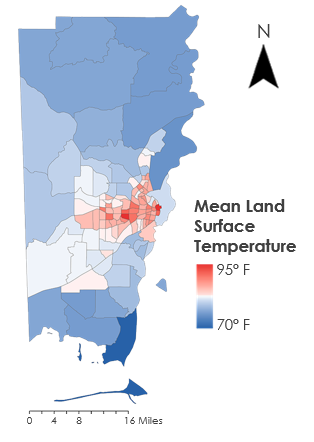 N
Mean Land
Surface
Temperature
95° F
70° F
0 4 8 16 Miles